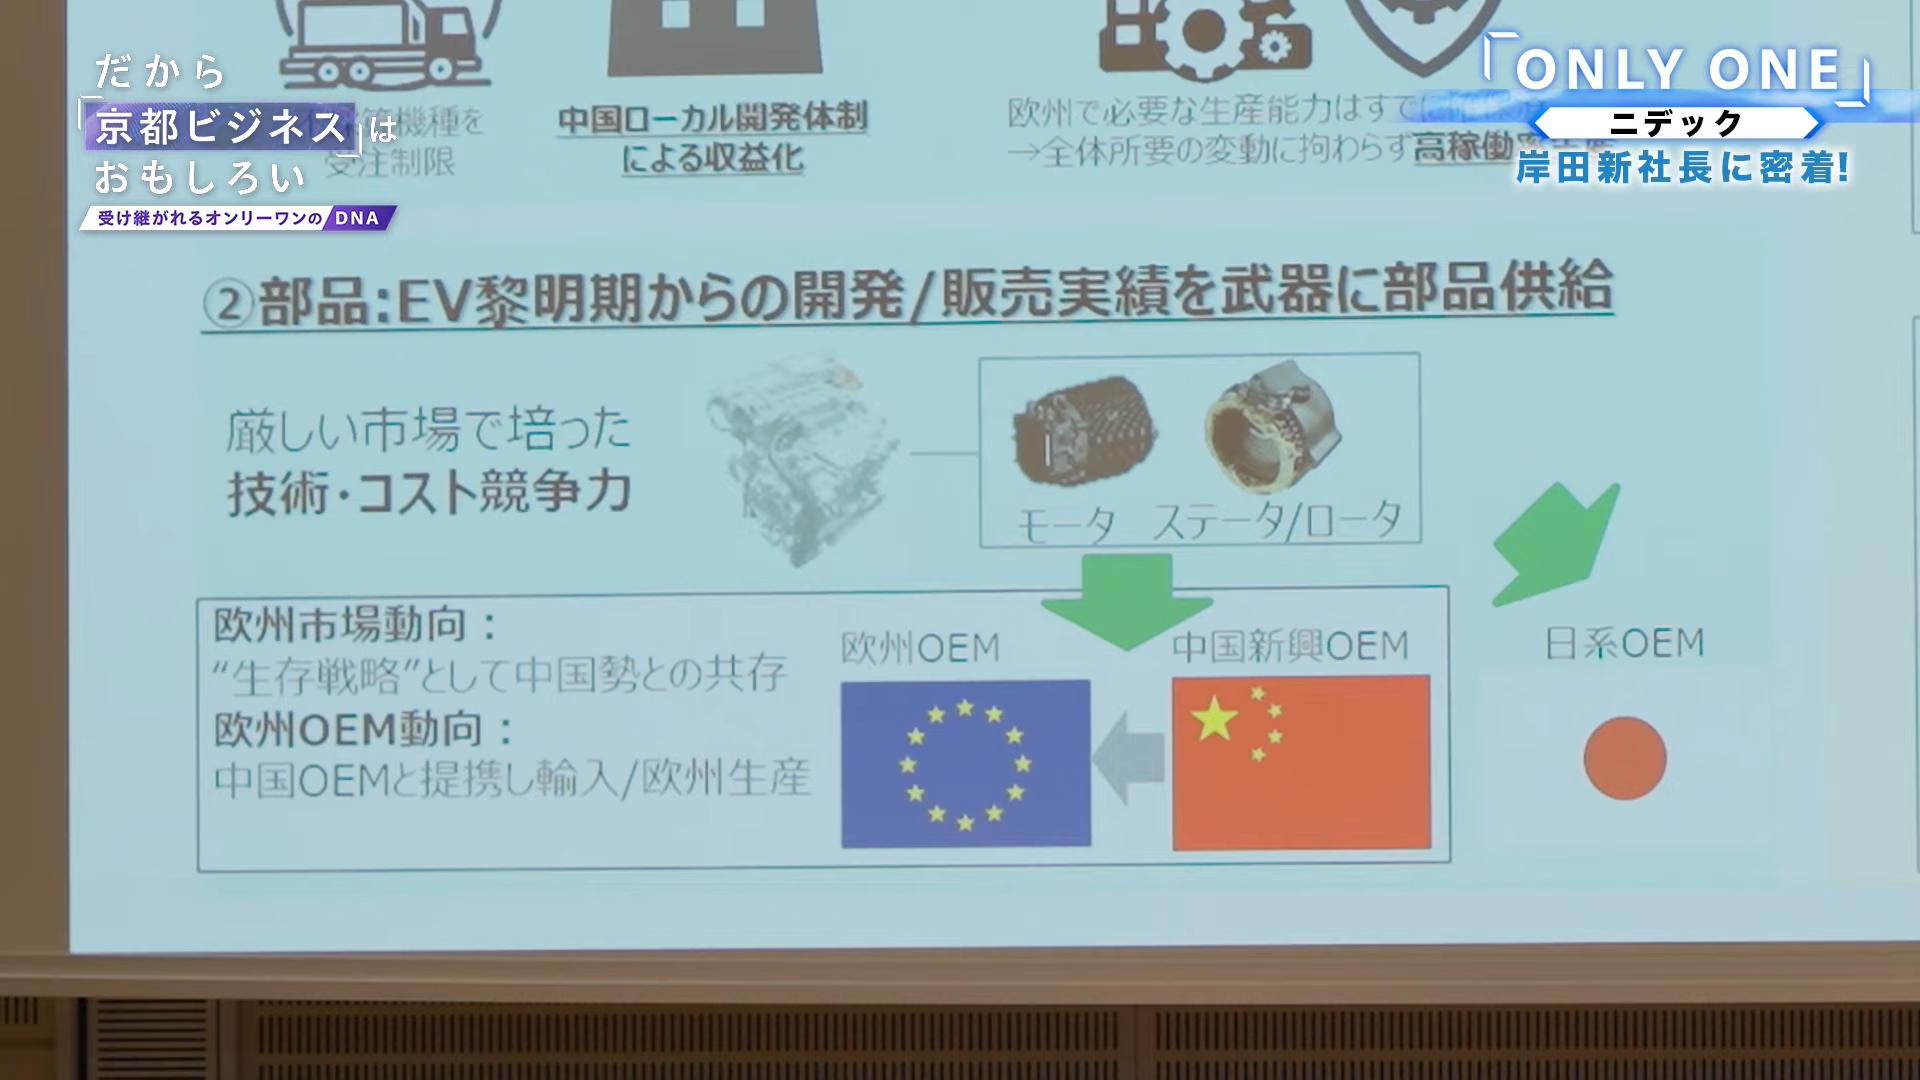 だから
「京都ビジネス」は
おもしろい
受け継がれるオンリーワンのDNA
「ONLY ONE」
ニデック
岸田新社長に密着!
機種を
受注制限
中国ローカル開発体制
による収益化
欧州で必要な生産能力はすでに
→全体所要の変動に拘わらず高稼働
②部品:EV黎明期からの開発/販売実績を武器に部品供給
厳しい市場で培った
技術・コスト競争力
モータ ステータ/ロータ
欧州市場動向：
“生存戦略”として中国勢との共存
欧州OEM動向：
中国OEMと提携し輸入/欧州生産
欧州OEM
中国新興OEM
日系OEM